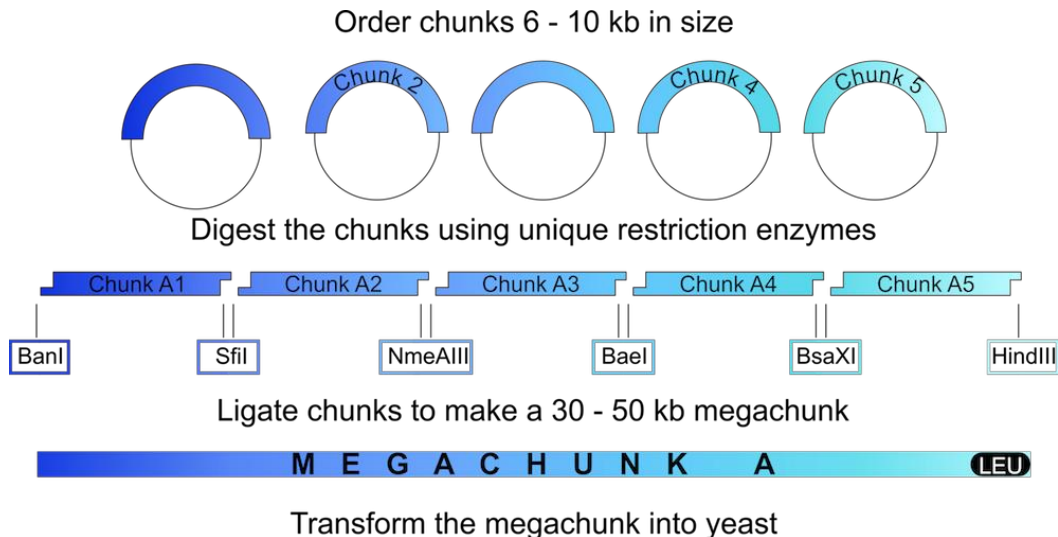 Order chunks 6 - 10 kb in size
Chunk 2
Chunk 4
Chunk 5
Digest the chunks using unique restriction enzymes
Chunk A1 Chunk A2 Chunk A3 Chunk A4 Chunk A5
BanI SfiI NmeAIII BaeI BsaXI HindIII
Ligate chunks to make a 30 - 50 kb megachunk
MEGACHUNK A LEU
Transform the megachunk into yeast